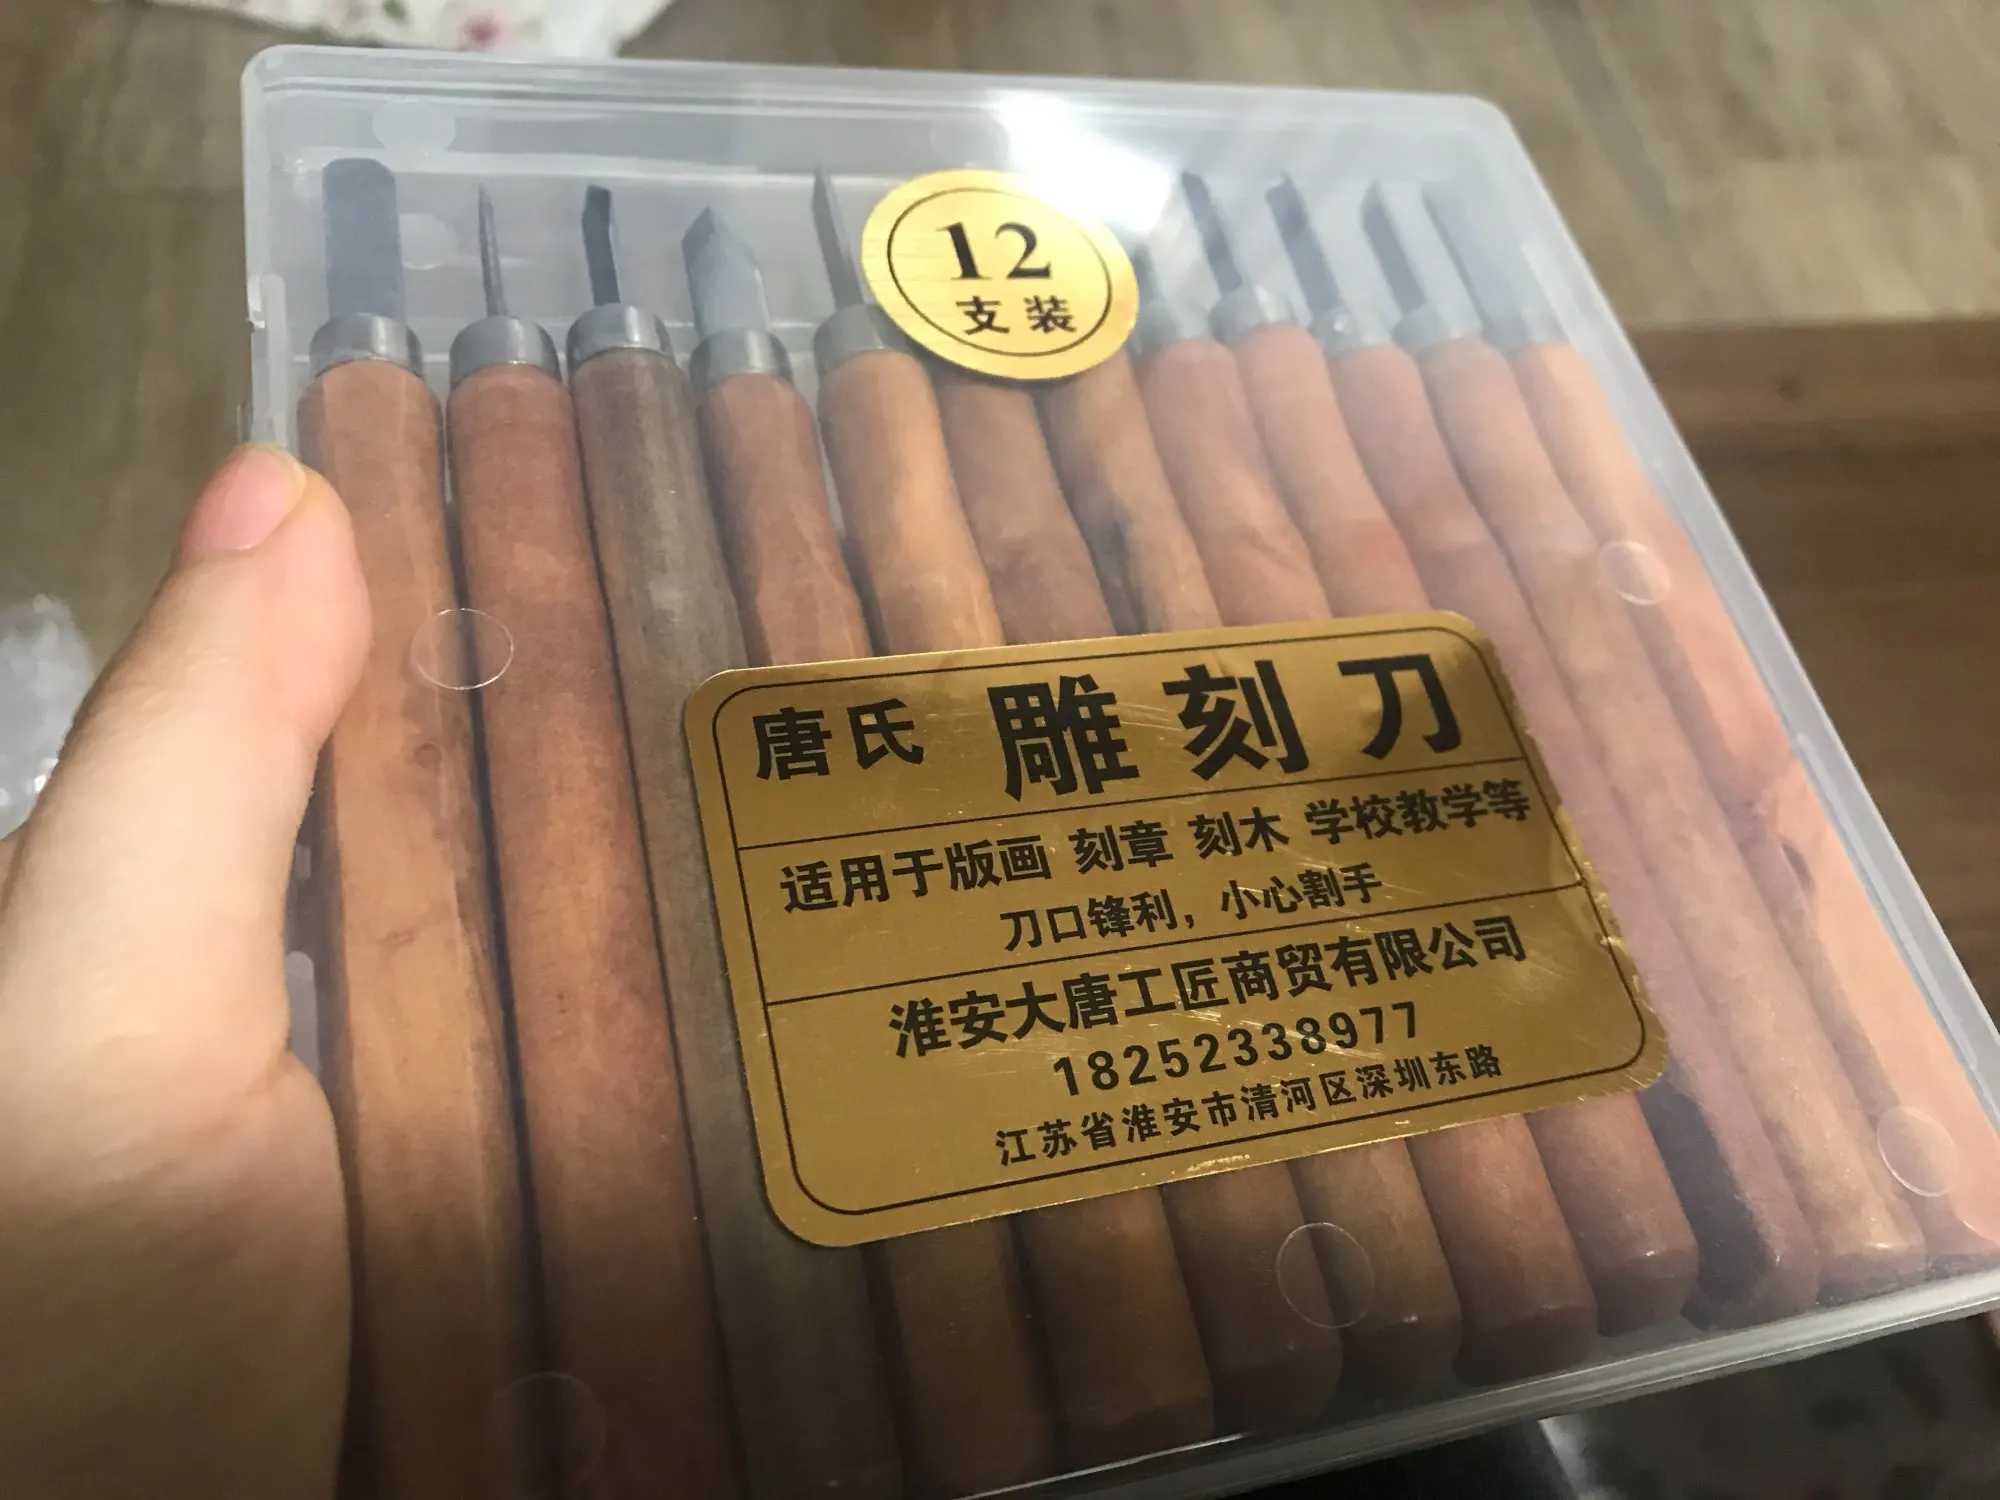 12
支装
唐氏 雕刻刀
适用于版画 刻章 刻木 学校教学等
刀口锋利，小心割手
淮安大唐工匠商贸有限公司
18252338977
江苏省淮安市清河区深圳东路